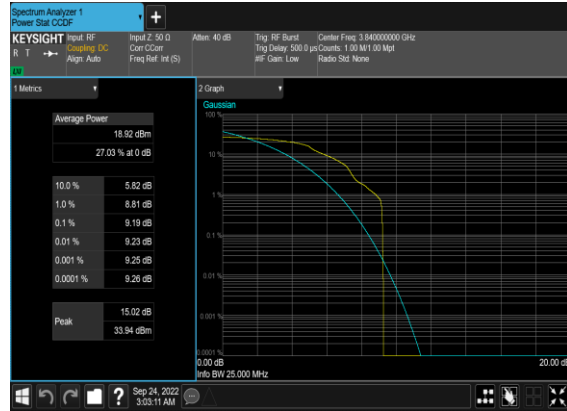 Spectrum Analyzer 1
Power Stat CCDF
KEYSIGHT
R T
LV
Input: RF
Coupling: DC
Align: Auto
Input Z: 50 Ω
Corr CCorr
Freq Ref: Int (S)
Atten: 40 dB
Trig: RF Burst
Trig Delay: 500.0 µs
#IF Gain: Low
Center Freq: 3.840000000 GHz
Counts: 1.00 M/1.00 Mpt
Radio Std: None
1 Metrics
Average Power
18.92 dBm
27.03 % at 0 dB
10.0 % 5.82 dB
1.0 % 8.81 dB
0.1 % 9.19 dB
0.01 % 9.23 dB
0.001 % 9.25 dB
0.0001 % 9.26 dB
Peak
15.02 dB
33.94 dBm
2 Graph
Gaussian
100 %
10 %
1 %
0.1 %
0.01 %
0.001 %
0.0001 %
0.00 dB 20.00 dB
Info BW 25.000 MHz
?
Sep 24, 2022
3:03:11 AM